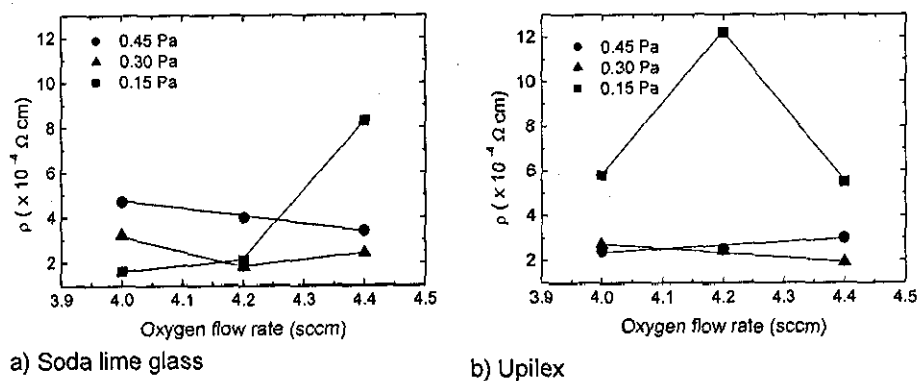 12
10
8
6
4
2
ρ ( x 10⁻⁴ Ω cm)
0.45 Pa
0.30 Pa
0.15 Pa
3.9 4.0 4.1 4.2 4.3 4.4 4.5
Oxygen flow rate (sccm)
a) Soda lime glass
12
10
8
6
4
2
ρ ( x 10⁻⁴ Ω cm)
0.45 Pa
0.30 Pa
0.15 Pa
3.9 4.0 4.1 4.2 4.3 4.4 4.5
Oxygen flow rate (sccm)
b) Upilex